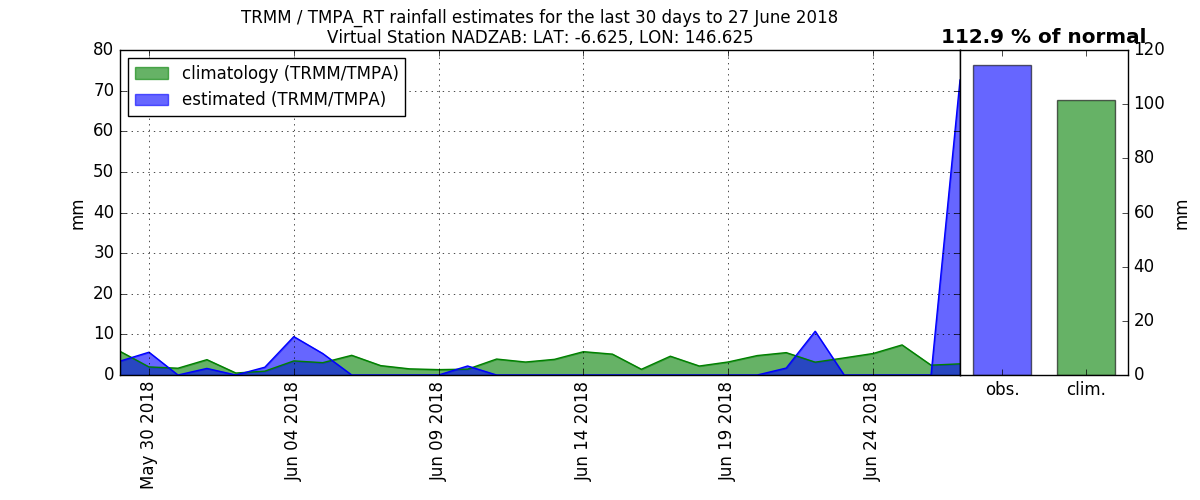 TRMM / TMPA_RT rainfall estimates for the last 30 days to 27 June 2018
Virtual Station NADZAB: LAT: -6.625, LON: 146.625
112.9 % of normal
climatology (TRMM/TMPA)
estimated (TRMM/TMPA)
80
70
60
50
40
30
20
10
0
mm
120
100
80
60
40
20
0
mm
May 30 2018
Jun 04 2018
Jun 09 2018
Jun 14 2018
Jun 19 2018
Jun 24 2018
obs.
clim.